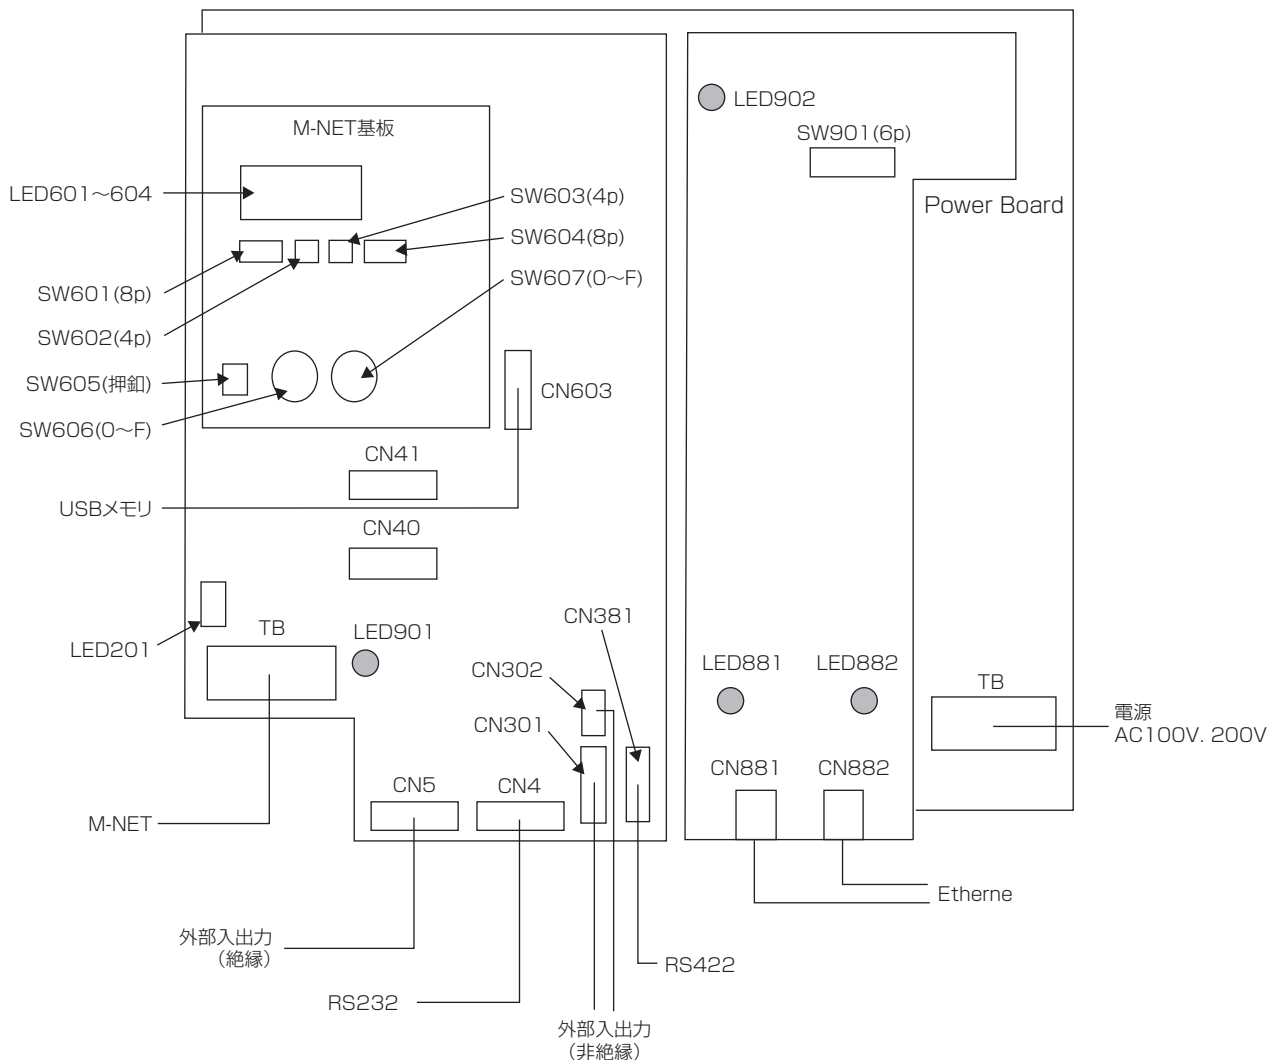 LED902
M-NET基板
SW901(6p)
LED601～604
SW603(4p)
Power Board
SW604(8p)
SW607(0～F)
SW601(8p)
SW602(4p)
SW605(押釦)
CN603
SW606(0～F)
CN41
USBメモリ
CN40
CN381
TB
LED901
LED201
CN302
LED881
LED882
TB
CN301
電源
AC100V. 200V
CN881
CN882
CN5
CN4
M-NET
Etherne
外部入出力
（絶縁）
RS422
RS232
外部入出力
（非絶縁）